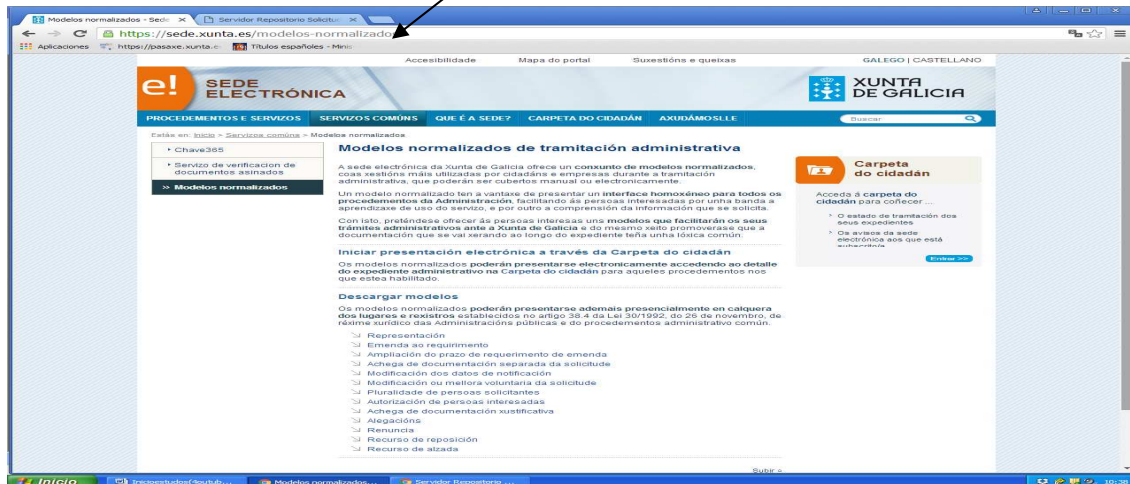 Modelos normalizados - Sede
Servidor Repositorio Solicitu
https://sede.xunta.es/modelos-normalizado
Aplicaciones
https://pasaxe.xunta.e
Títulos españoles - Minis
Accesibilidade
Mapa do portal
Suxestións e queixas
GALEGO | CASTELLANO
e!
SEDE
ELECTRÓNICA
XUNTA
DE GALICIA
PROCEDEMENTOS E SERVIZOS
SERVIZOS COMÚNS
QUE É A SEDE?
CARPETA DO CIDADÁN
AXUDÁMOSLLE
Buscar
Estás en: Inicio > Servizos comúns > Modelos normalizados
Chave365
Servizo de verificacion de
documentos asinados
>> Modelos normalizados
Modelos normalizados de tramitación administrativa
A sede electrónica da Xunta de Galicia ofrece un conxunto de modelos normalizados,
coas xestións máis utilizadas por cidadáns e empresas durante a tramitación
administrativa, que poderán ser cubertos manual ou electronicamente.
Un modelo normalizado ten a vantaxe de presentar un interface homoxéneo para todos os
procedementos da Administración, facilitando ás persoas interesadas por unha banda a
aprendizaxe de uso do servizo, e por outro a comprensión da información que se solicita.
Con isto, preténdese ofrecer ás persoas interesas uns modelos que facilitarán os seus
trámites administrativos ante a Xunta de Galicia e do mesmo xeito promoverase que a
documentación que se vai xerando ao longo do expediente teña unha lóxica común.
Iniciar presentación electrónica a través da Carpeta do cidadán
Os modelos normalizados poderán presentarse electronicamente accedendo ao detalle
do expediente administrativo na Carpeta do cidadán para aqueles procedementos nos
que estea habilitado.
Descargar modelos
Os modelos normalizados poderán presentarse ademais presencialmente en calquera
dos lugares e rexistros establecidos no artigo 38.4 da Lei 30/1992, do 26 de novembro, de
réxime xurídico das Administracións públicas e do procedementos administrativo común.
Representación
Emenda ao requirimento
Ampliación do prazo de requerimento de emenda
Achega de documentación separada da solicitude
Modificación dos datos de notificación
Modificación ou mellora voluntaria da solicitude
Pluralidade de persoas solicitantes
Autorización de persoas interesadas
Achega de documentación xustificativa
Alegacións
Renuncia
Recurso de reposición
Recurso de alzada
Subir
Carpeta
do cidadán
Acceda á carpeta do
cidadán para coñecer ...
O estado de tramitación dos
seus expedientes
Os avisos da sede
electrónica aos que está
subscrito/a
Entrar >>
Inicio
Inicioestudos(4outub...
Modelos normalizados...
Servidor Repositorio ...
10:38